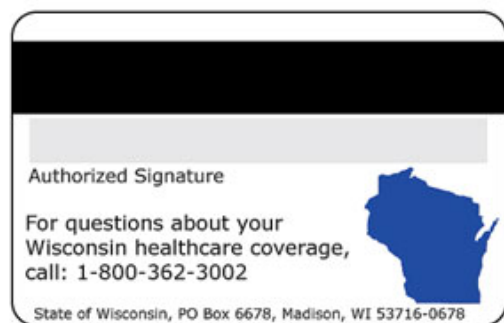 Authorized Signature
For questions about your
Wisconsin healthcare coverage,
call: 1-800-362-3002
State of Wisconsin, PO Box 6678, Madison, WI 53716-0678